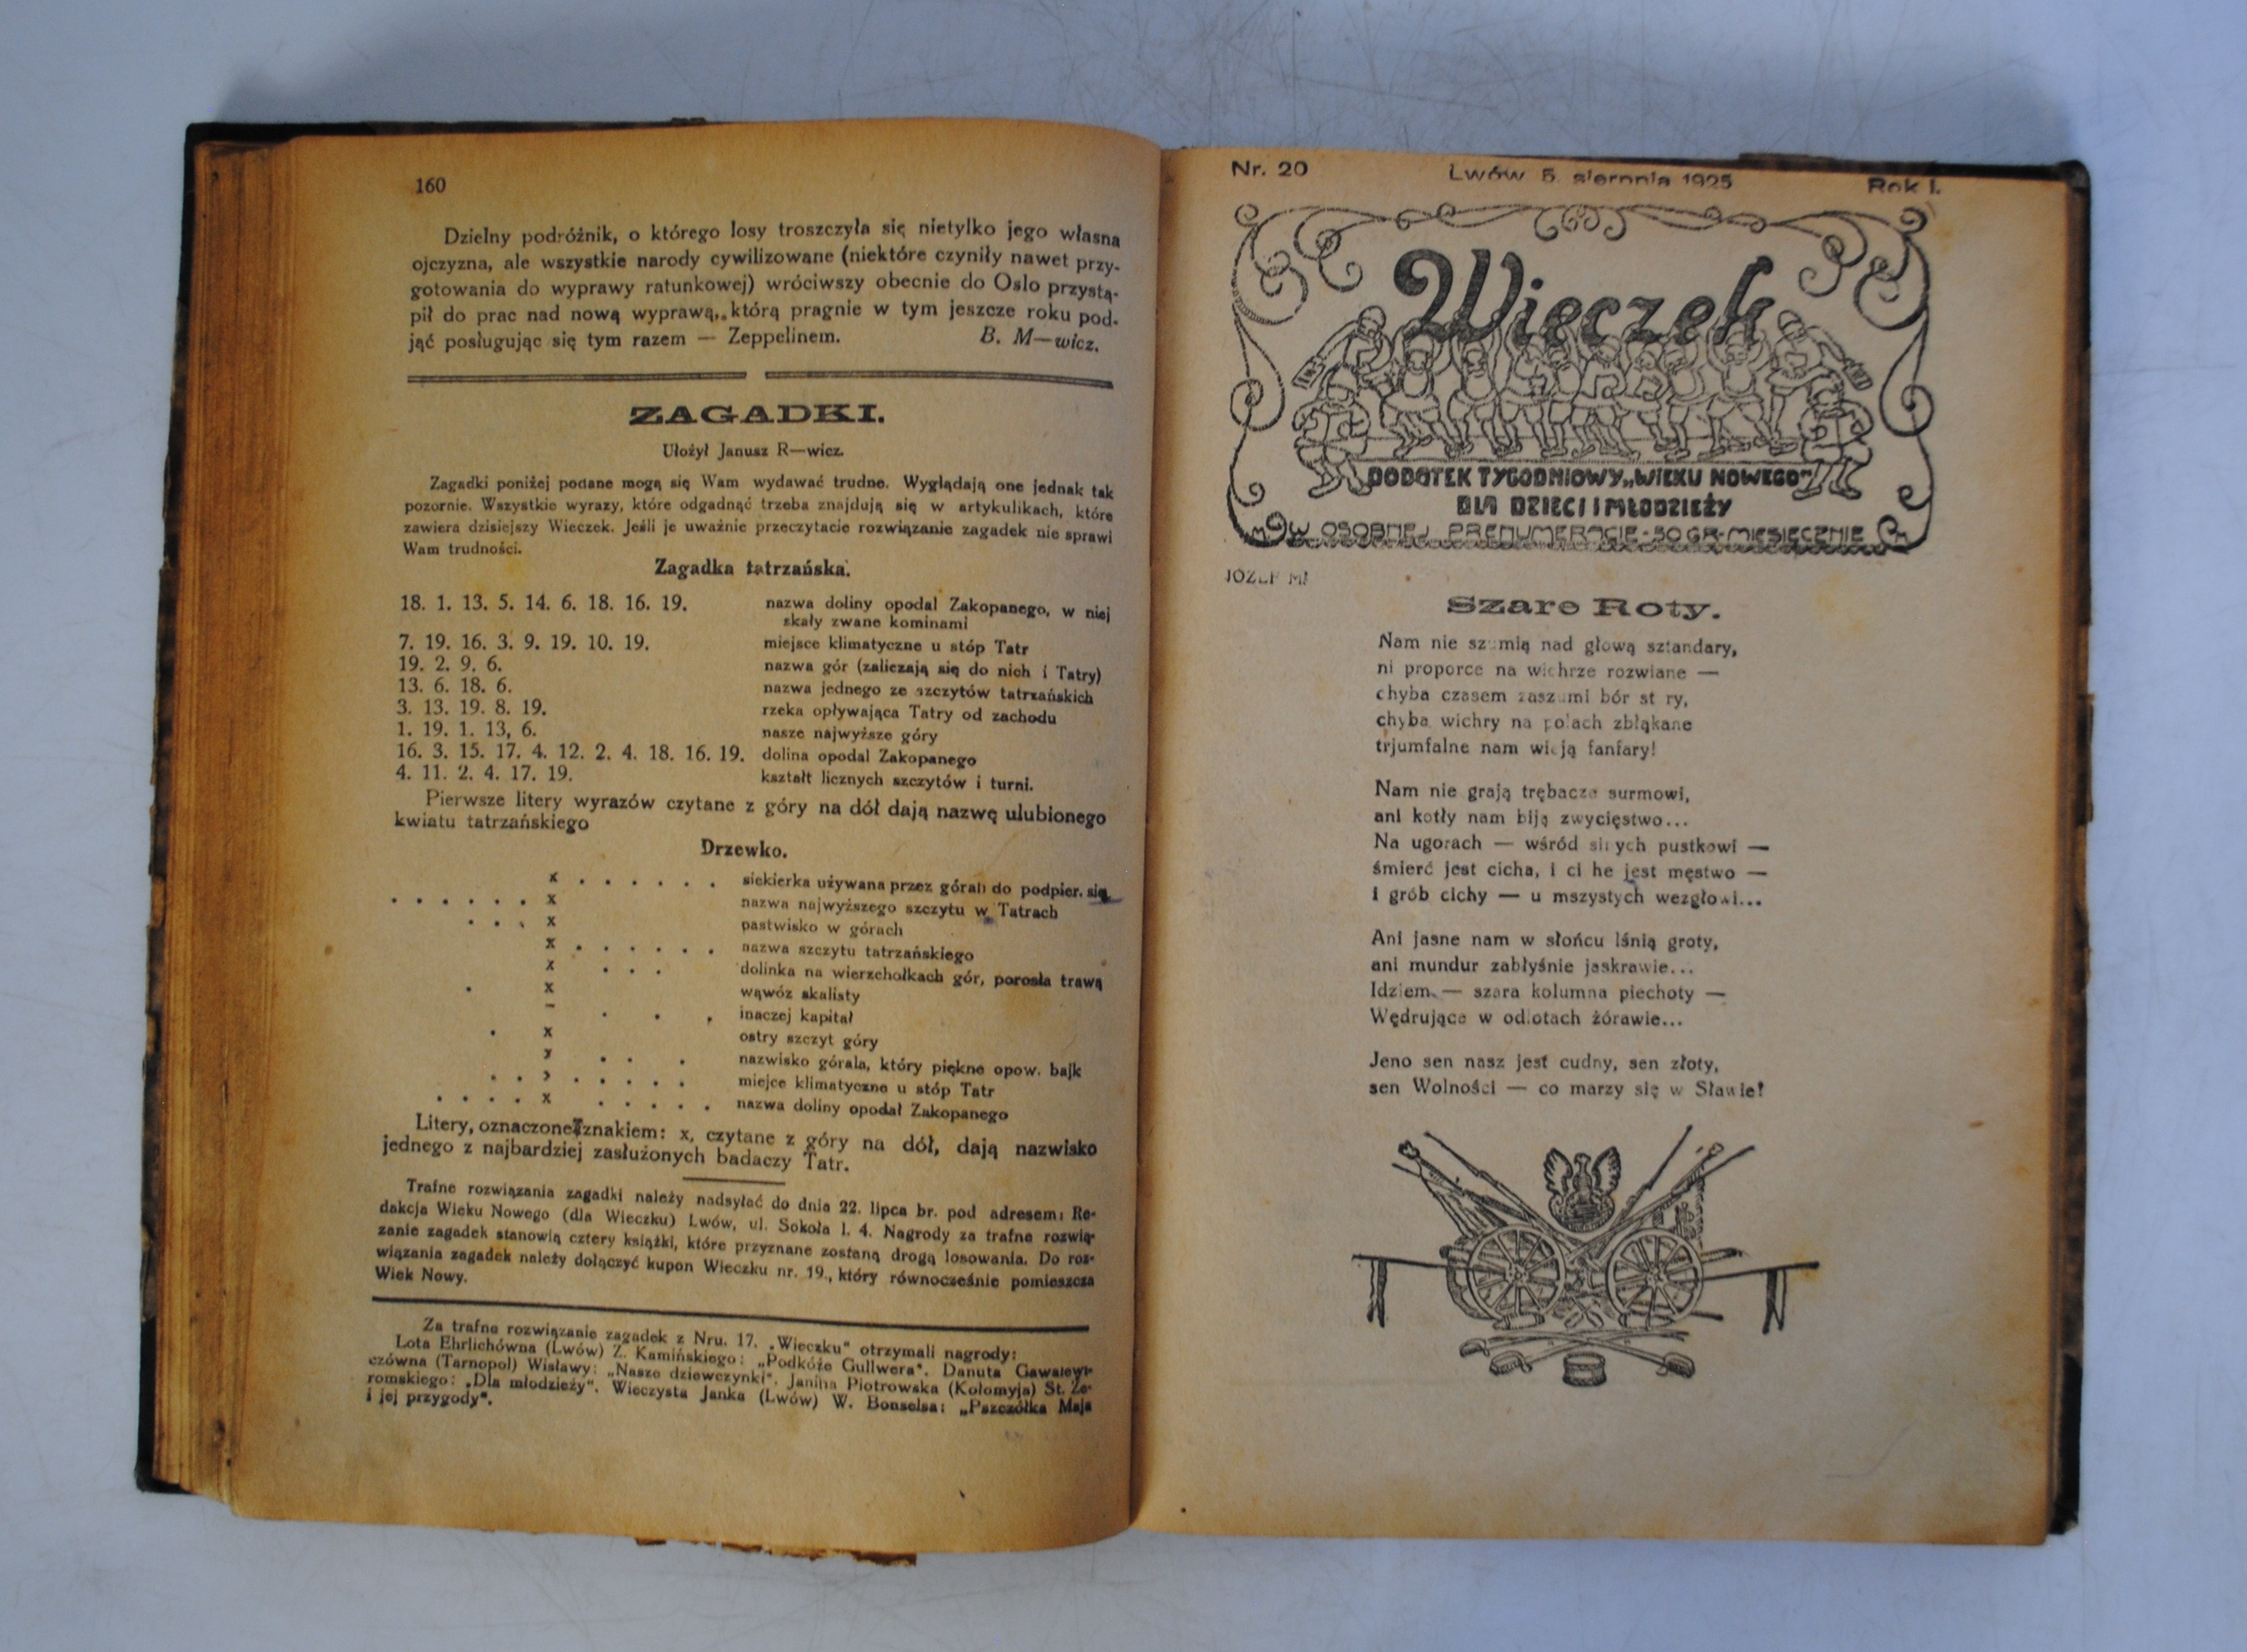 160
Dzielny podróżnik, o którego losy troszczyła się nietylko jego własna
ojczyzna, ale wszystkie narody cywilizowane (niektóre czyniły nawet przy-
gotowania do wyprawy ratunkowej) wróciwszy obecnie do Oslo przystą-
pił do prac nad nową wyprawą, którą pragnie w tym jeszcze roku pod-
jąć posługując się tym razem — Zeppelinem. B. M—wicz.
ZAGADKI.
Ułożył Janusz R—wicz.
Zagadki poniżej podane mogą się Wam wydawać trudne. Wyglądają one jednak tak
pozornie. Wszystkie wyrazy, które odgadnąć trzeba znajdują się w artykulikach, które
zawiera dzisiejszy Wieczek. Jeśli je uważnie przeczytacie rozwiązanie zagadek nie sprawi
Wam trudności.
Zagadka tatrzańska.
18. 1. 13. 5. 14. 6. 18. 16. 19. nazwa doliny opodal Zakopanego, w niej
skały zwane kominami
7. 19. 16. 3. 9. 19. 10. 19. miejsce klimatyczne u stóp Tatr
19. 2. 9. 6. nazwa gór (zaliczają się do nich i Tatry)
13. 6. 18. 6. nazwa jednego ze szczytów tatrzańskich
3. 13. 19. 8. 19. rzeka opływająca Tatry od zachodu
1. 19. 1. 13, 6. nasze najwyższe góry
16. 3. 15. 17. 4. 12. 2. 4. 18. 16. 19. dolina opodal Zakopanego
4. 11. 2. 4. 17. 19. kształt licznych szczytów i turni.
Pierwsze litery wyrazów czytane z góry na dół dają nazwę ulubionego
kwiatu tatrzańskiego
Drzewko.
x . . . . . . siekierka używana przez górali do podpier. się
. . . . . . x nazwa najwyższego szczytu w Tatrach
. . . x pastwisko w górach
x . . . . . . nazwa szczytu tatrzańskiego
x . . . dolinka na wierzchołkach gór, porosła trawą
. x wąwóz skalisty
. . . inaczej kapitał
. x ostry szczyt góry
. . . nazwisko górala, który piękne opow. bajk
. . . . . . . miejce klimatyczne u stóp Tatr
. . . . x . . . . . nazwa doliny opodał Zakopanego
Litery, oznaczone znakiem: x, czytane z góry na dół, dają nazwisko
jednego z najbardziej zasłużonych badaczy Tatr.
Trafne rozwiązania zagadki należy nadsyłać do dnia 22. lipca br. pod adresem: Re-
dakcja Wieku Nowego (dla Wieczku) Lwów, ul. Sokoła l. 4. Nagrody za trafne rozwią-
zanie zagadek stanowią cztery książki, które przyznane zostaną drogą losowania. Do roz-
wiązania zagadek należy dołączyć kupon Wieczku nr. 19., który równocześnie pomieszcza
Wiek Nowy.
Za trafne rozwiązanie zagadek z Nru. 17. „Wieczku" otrzymali nagrody:
Lota Ehrlichówna (Lwów) Z. Kamińskiego: „Podkóże Gullwera". Danuta Gawalewi-
czówna (Tarnopol) Wisławy: „Nasze dziewczynki". Janina Piotrowska (Kołomyja) St. Że-
romskiego: „Dla młodzieży". Wieczysta Janka (Lwów) W. Bonselsa: „Pszczółka Maja
i jej przygody".
Nr. 20 Lwów 5. sierpnia 1925 Rok I.
Wieczek
DODATEK TYGODNIOWY „WIEKU NOWEGO"
DLA DZIECI I MŁODZIEŻY
W OSOBNEJ PRENUMERACIE - 50 GR. MIESIĘCZNIE
JÓZEF
Szare Roty.
Nam nie szumią nad głową sztandary,
ni proporce na wichrze rozwiane —
chyba czasem zaszumi bór stary,
chyba wichry na polach zbłąkane
trjumfalne nam wieją fanfary!
Nam nie grają trębacze surmowi,
ani kotły nam biją zwycięstwo...
Na ugorach — wśród sinych pustkowi —
śmierć jest cicha, i ciche jest męstwo —
i grób cichy — u mszystych wezgłowi...
Ani jasne nam w słońcu lśnią groty,
ani mundur zabłyśnie jaskrawie...
Idziem — szara kolumna piechoty —
Wędrujące w odlotach żórawie...
Jeno sen nasz jest cudny, sen złoty,
sen Wolności — co marzy się w Sławie!